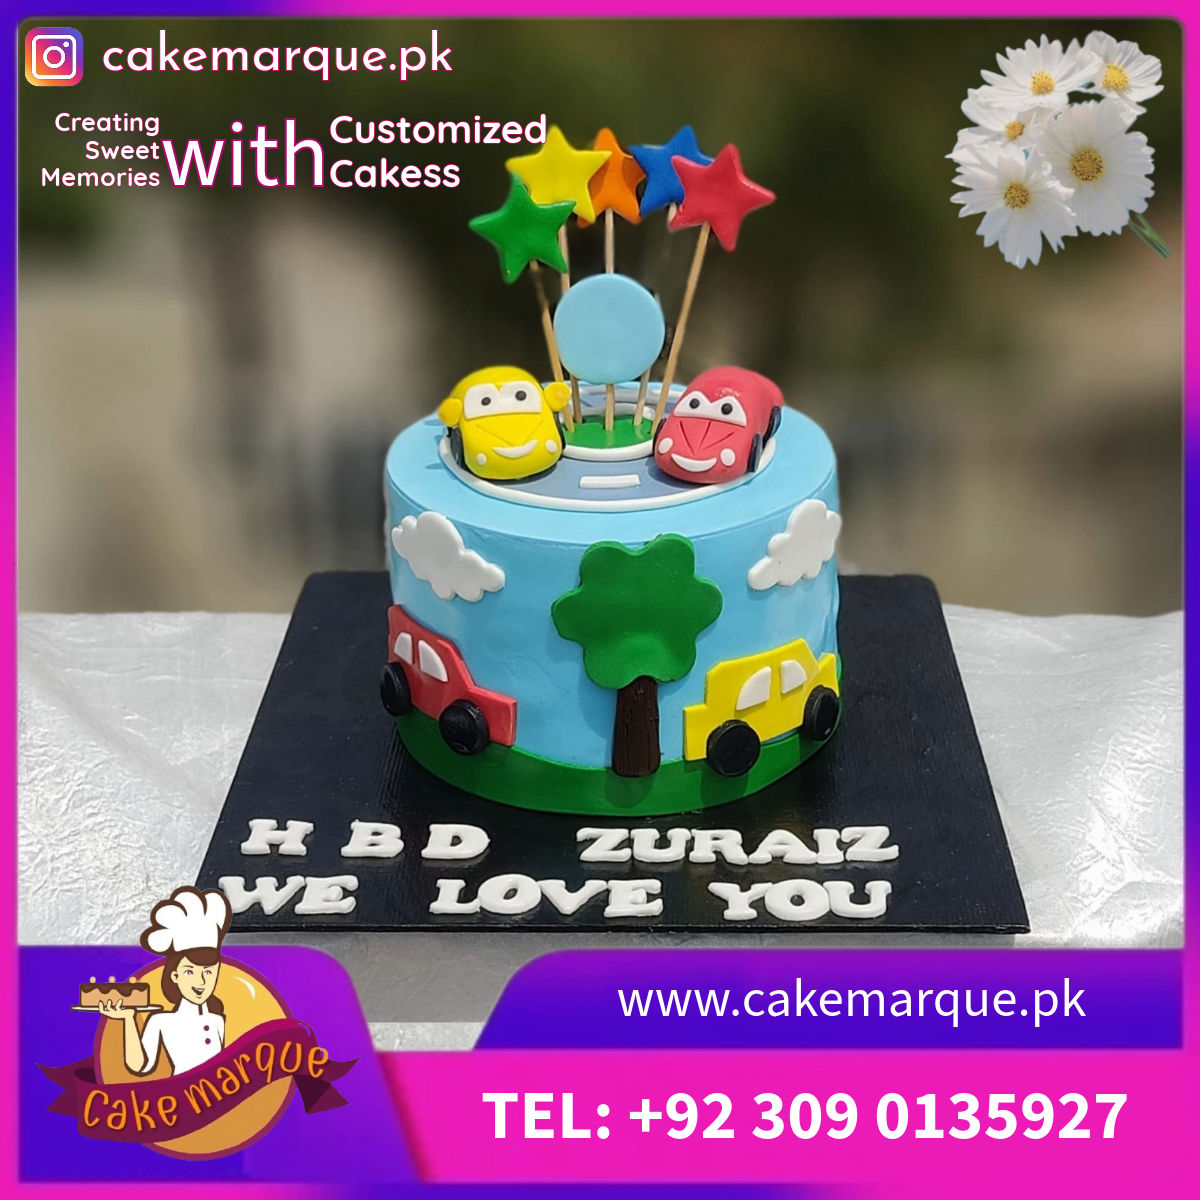 cakemarque.pk
Creating
Sweet
Memories
with
Customized
Cakess
H B D ZURAIZ
WE LOVE YOU
Cake marque
www.cakemarque.pk
TEL: +92 309 0135927